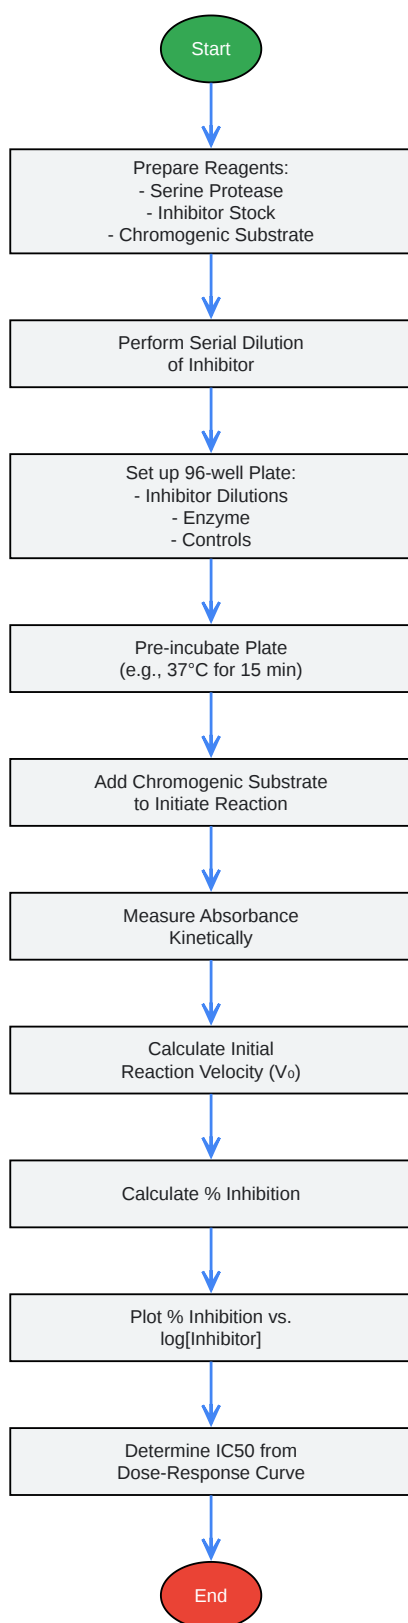 Start
Prepare Reagents:
- Serine Protease
- Inhibitor Stock
- Chromogenic Substrate
Perform Serial Dilution
of Inhibitor
Set up 96-well Plate:
- Inhibitor Dilutions
- Enzyme
- Controls
Pre-incubate Plate
(e.g., 37°C for 15 min)
Add Chromogenic Substrate
to Initiate Reaction
Measure Absorbance
Kinetically
Calculate Initial
Reaction Velocity (V₀)
Calculate % Inhibition
Plot % Inhibition vs.
log[Inhibitor]
Determine IC50 from
Dose-Response Curve
End